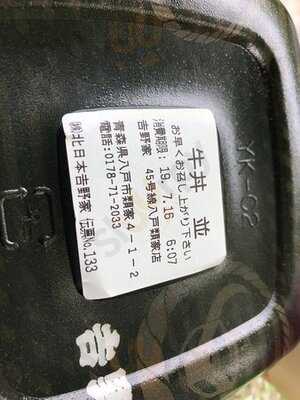 牛丼 並
お早くお召し上がり下さい
消費期限: 19. 7.16 6:07
吉野家 45号線八戸類家店
青森県八戸市類家4-1-2
電話:0178-71-2033
㈱北日本吉野家 伝票No.133
吉